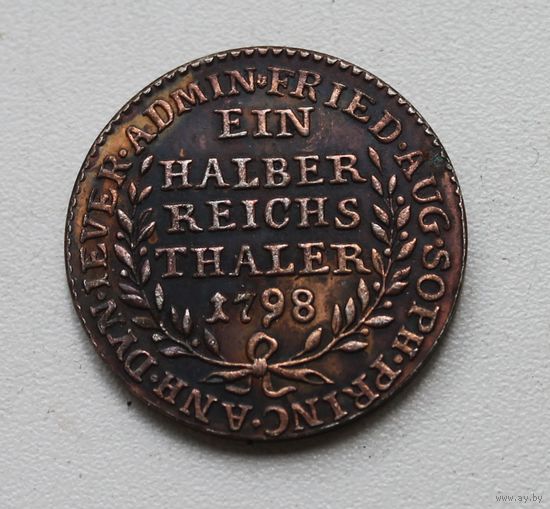 FRIED·AUG·SOPH·PRINC·ANH·DYN·IEVER·ADMIN
EIN
HALBER
REICHS
THALER
1798
www.ay.by